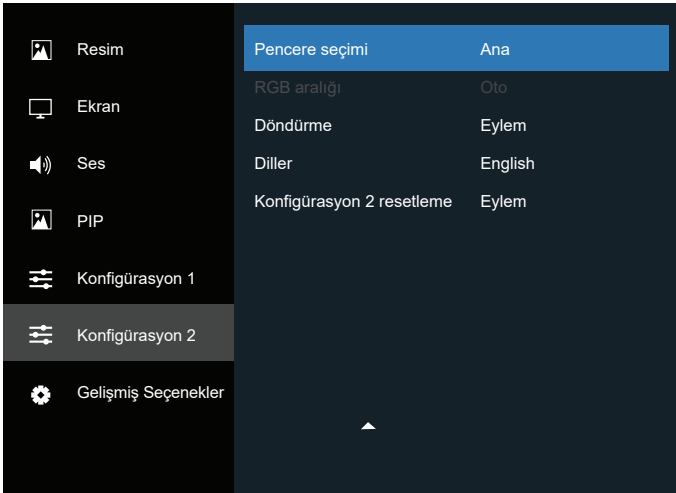 Resim
Ekran
Ses
PIP
Konfigürasyon 1
Konfigürasyon 2
Gelişmiş Seçenekler
Pencere seçimi Ana
RGB aralığı Oto
Döndürme Eylem
Diller English
Konfigürasyon 2 resetleme Eylem